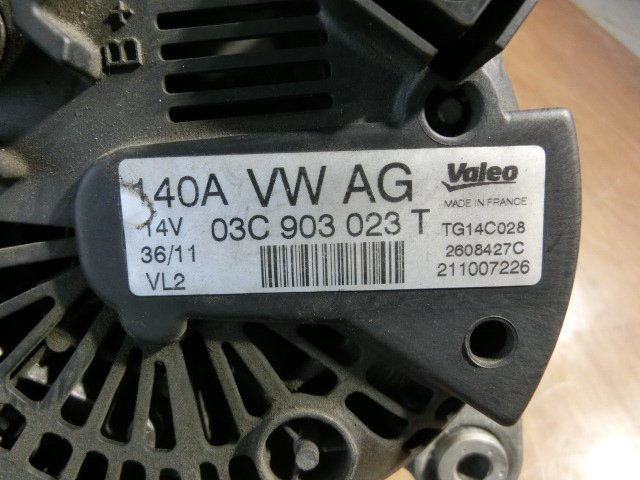 B+
140A VW AG
14V 03C 903 023 T
36/11
VL2
Valeo
MADE IN FRANCE
TG14C028
2608427C
211007226